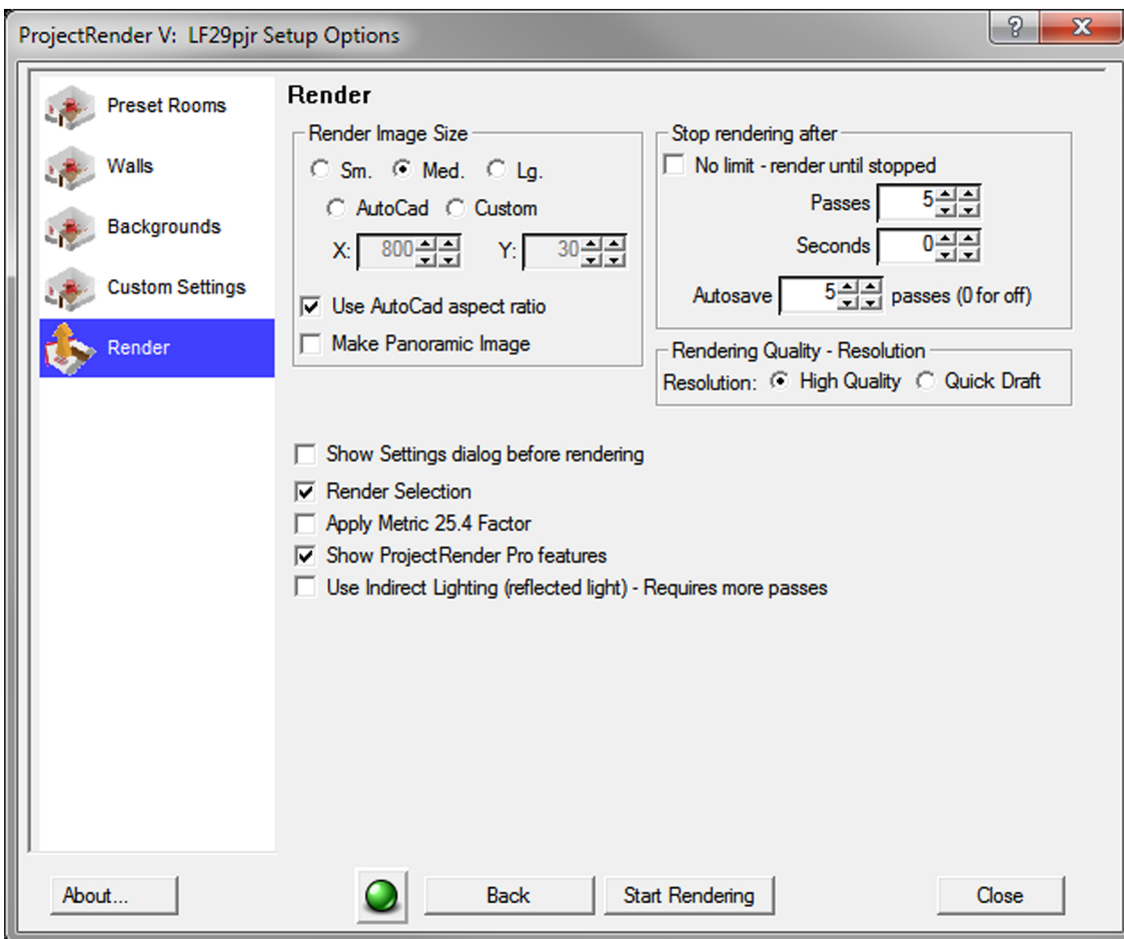 ProjectRender V: LF29pjr Setup Options
Preset Rooms
Walls
Backgrounds
Custom Settings
Render
Render
Render Image Size
Sm. Med. Lg.
AutoCad Custom
X: 800 Y: 30
Use AutoCad aspect ratio
Make Panoramic Image
Stop rendering after
No limit - render until stopped
Passes 5
Seconds 0
Autosave 5 passes (0 for off)
Rendering Quality - Resolution
Resolution: High Quality Quick Draft
Show Settings dialog before rendering
Render Selection
Apply Metric 25.4 Factor
Show ProjectRender Pro features
Use Indirect Lighting (reflected light) - Requires more passes
About... Back Start Rendering Close